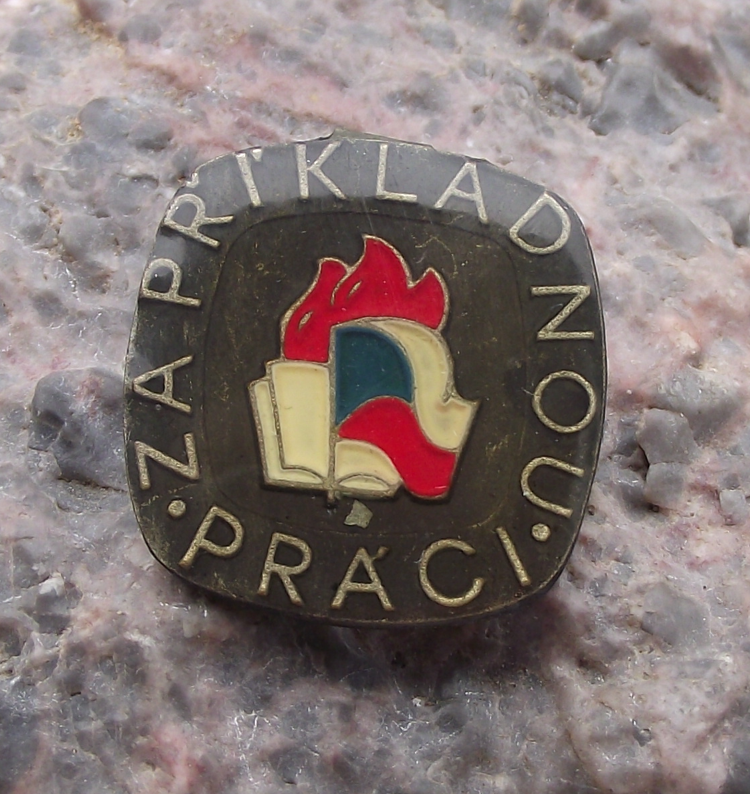 ZA PŘÍKLADNOU
· PRÁCI ·